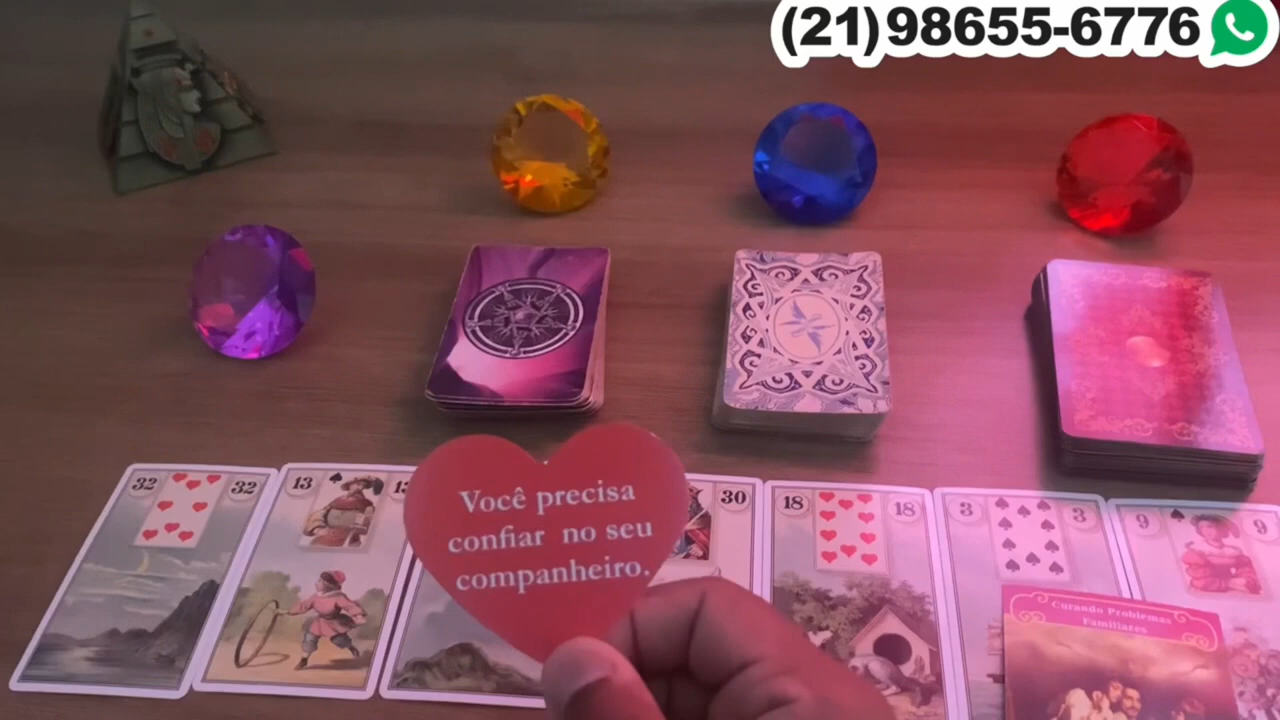 (21)98655-6776
32 32
13 13
Você precisa
confiar no seu
companheiro.
30
18 18
3 3
9 9
Curando Problemas
Familiares